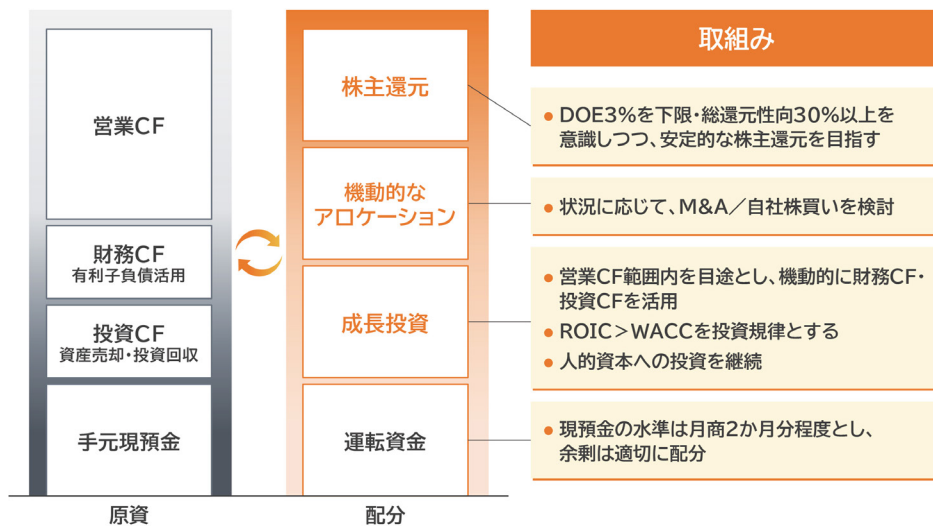 営業CF
財務CF
有利子負債活用
投資CF
資産売却・投資回収
手元現預金
原資
株主還元
機動的な
アロケーション
成長投資
運転資金
配分
取組み
● DOE3%を下限・総還元性向30%以上を
意識しつつ、安定的な株主還元を目指す
● 状況に応じて、M&A／自社株買いを検討
● 営業CF範囲内を目途とし、機動的に財務CF・
投資CFを活用
● ROIC＞WACCを投資規律とする
● 人的資本への投資を継続
● 現預金の水準は月商2か月分程度とし、
余剰は適切に配分